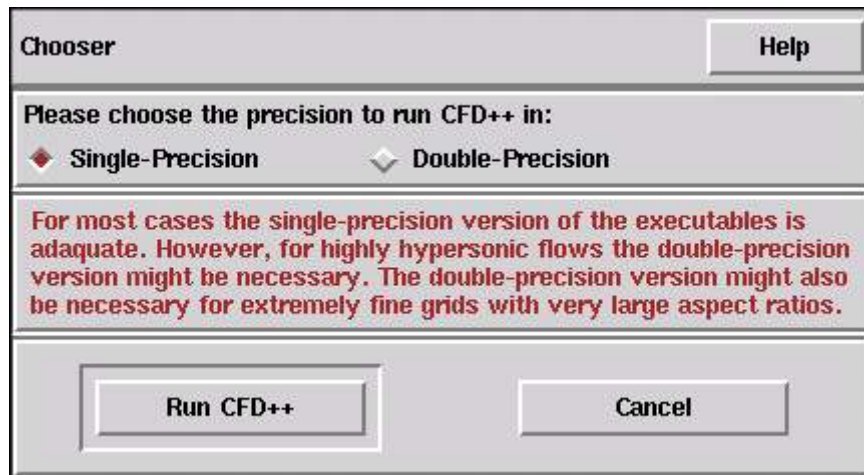 Chooser
Help
Please choose the precision to run CFD++ in:
Single-Precision
Double-Precision
For most cases the single-precision version of the executables is
adaquate. However, for highly hypersonic flows the double-precision
version might be necessary. The double-precision version might also
be necessary for extremely fine grids with very large aspect ratios.
Run CFD++
Cancel